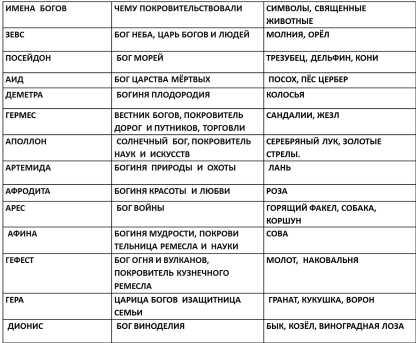 ИМЕНА БОГОВ ЧЕМУ ПОКРОВИТЕЛЬСТВОВАЛИ СИМВОЛЫ, СВЯЩЕННЫЕ
ЖИВОТНЫЕ
ЗЕВС БОГ НЕБА, ЦАРЬ БОГОВ И ЛЮДЕЙ МОЛНИЯ, ОРЁЛ
ПОСЕЙДОН БОГ МОРЕЙ ТРЕЗУБЕЦ, ДЕЛЬФИН, КОНИ
АИД БОГ ЦАРСТВА МЁРТВЫХ ПОСОХ, ПЁС ЦЕРБЕР
ДЕМЕТРА БОГИНЯ ПЛОДОРОДИЯ КОЛОСЬЯ
ГЕРМЕС ВЕСТНИК БОГОВ, ПОКРОВИТЕЛЬ САНДАЛИИ, ЖЕЗЛ
ДОРОГ И ПУТНИКОВ, ТОРГОВЛИ
АПОЛЛОН СОЛНЕЧНЫЙ БОГ, ПОКРОВИТЕЛЬ СЕРЕБРЯНЫЙ ЛУК, ЗОЛОТЫЕ
НАУК И ИСКУССТВ СТРЕЛЫ.
АРТЕМИДА БОГИНЯ ПРИРОДЫ И ОХОТЫ ЛАНЬ
АФРОДИТА БОГИНЯ КРАСОТЫ И ЛЮБВИ РОЗА
АРЕС БОГ ВОЙНЫ ГОРЯЩИЙ ФАКЕЛ, СОБАКА,
КОРШУН
АФИНА БОГИНЯ МУДРОСТИ, ПОКРОВИ СОВА
ТЕЛЬНИЦА РЕМЕСЛА И НАУКИ
ГЕФЕСТ БОГ ОГНЯ И ВУЛКАНОВ, МОЛОТ, НАКОВАЛЬНЯ
ПОКРОВИТЕЛЬ КУЗНЕЧНОГО
РЕМЕСЛА
ГЕРА ЦАРИЦА БОГОВ ИЗАЩИТНИЦА ГРАНАТ, КУКУШКА, ВОРОН
СЕМЬИ
ДИОНИС БОГ ВИНОДЕЛИЯ БЫК, КОЗЁЛ, ВИНОГРАДНАЯ ЛОЗА